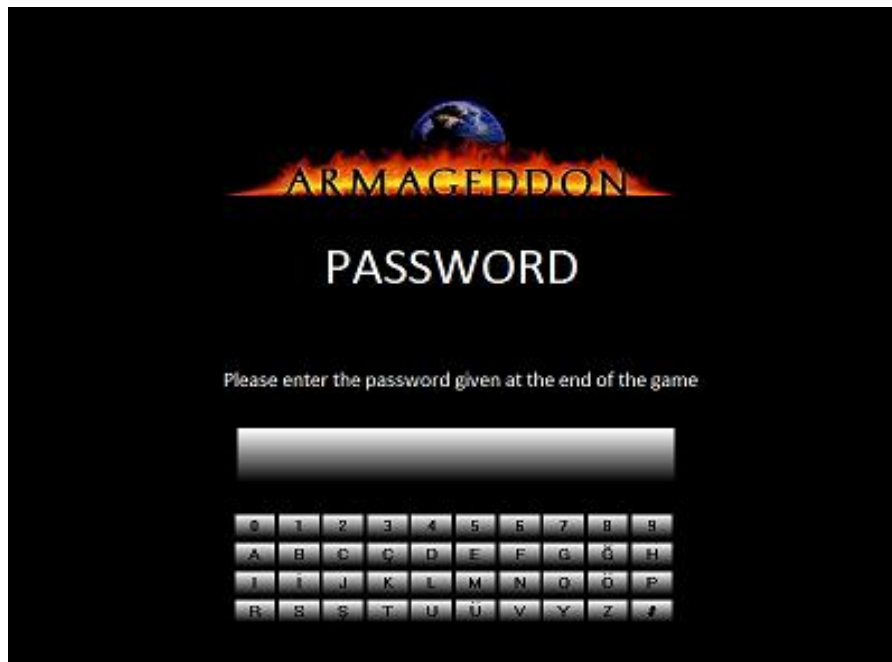 ARMAGEDDON
PASSWORD
Please enter the password given at the end of the game
0 1 2 3 4 5 6 7 8 9
A B C Ç D E F G Ğ H
I İ J K L M N O Ö P
R S Ş T U Ü V Y Z